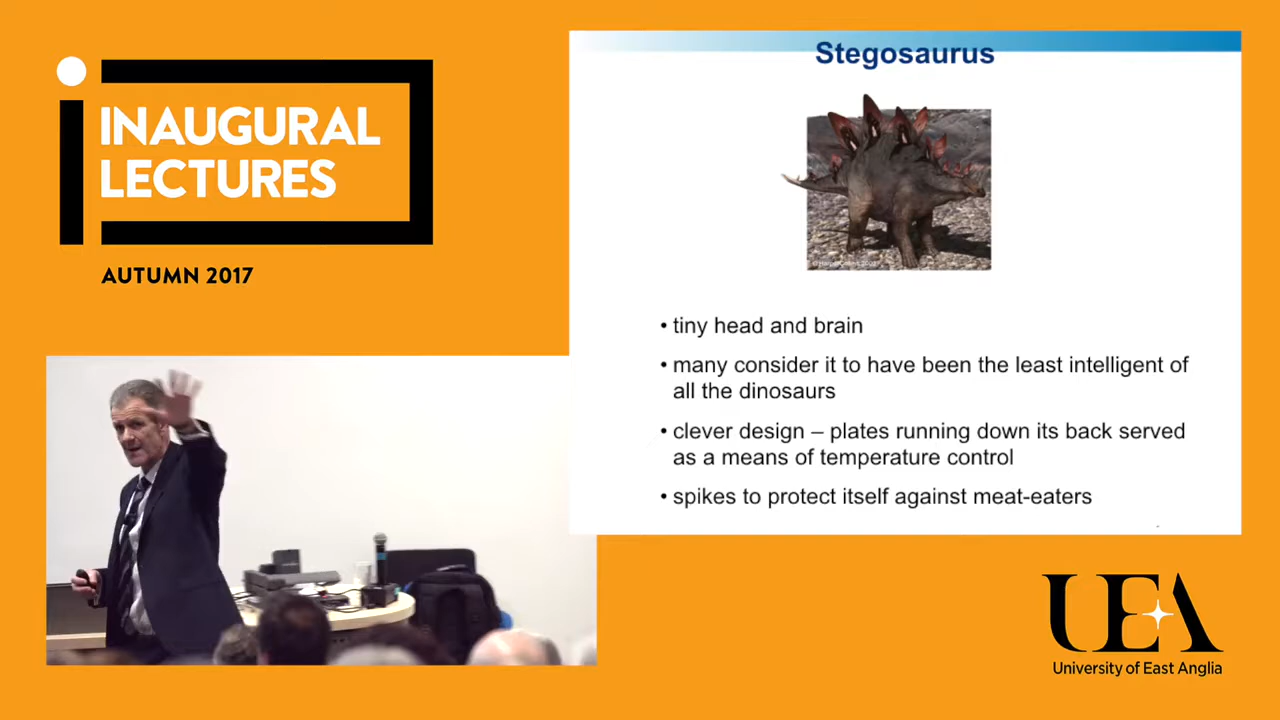 INAUGURAL
LECTURES
AUTUMN 2017
Stegosaurus
• tiny head and brain
• many consider it to have been the least intelligent of
all the dinosaurs
• clever design – plates running down its back served
as a means of temperature control
• spikes to protect itself against meat-eaters
UEA
University of East Anglia